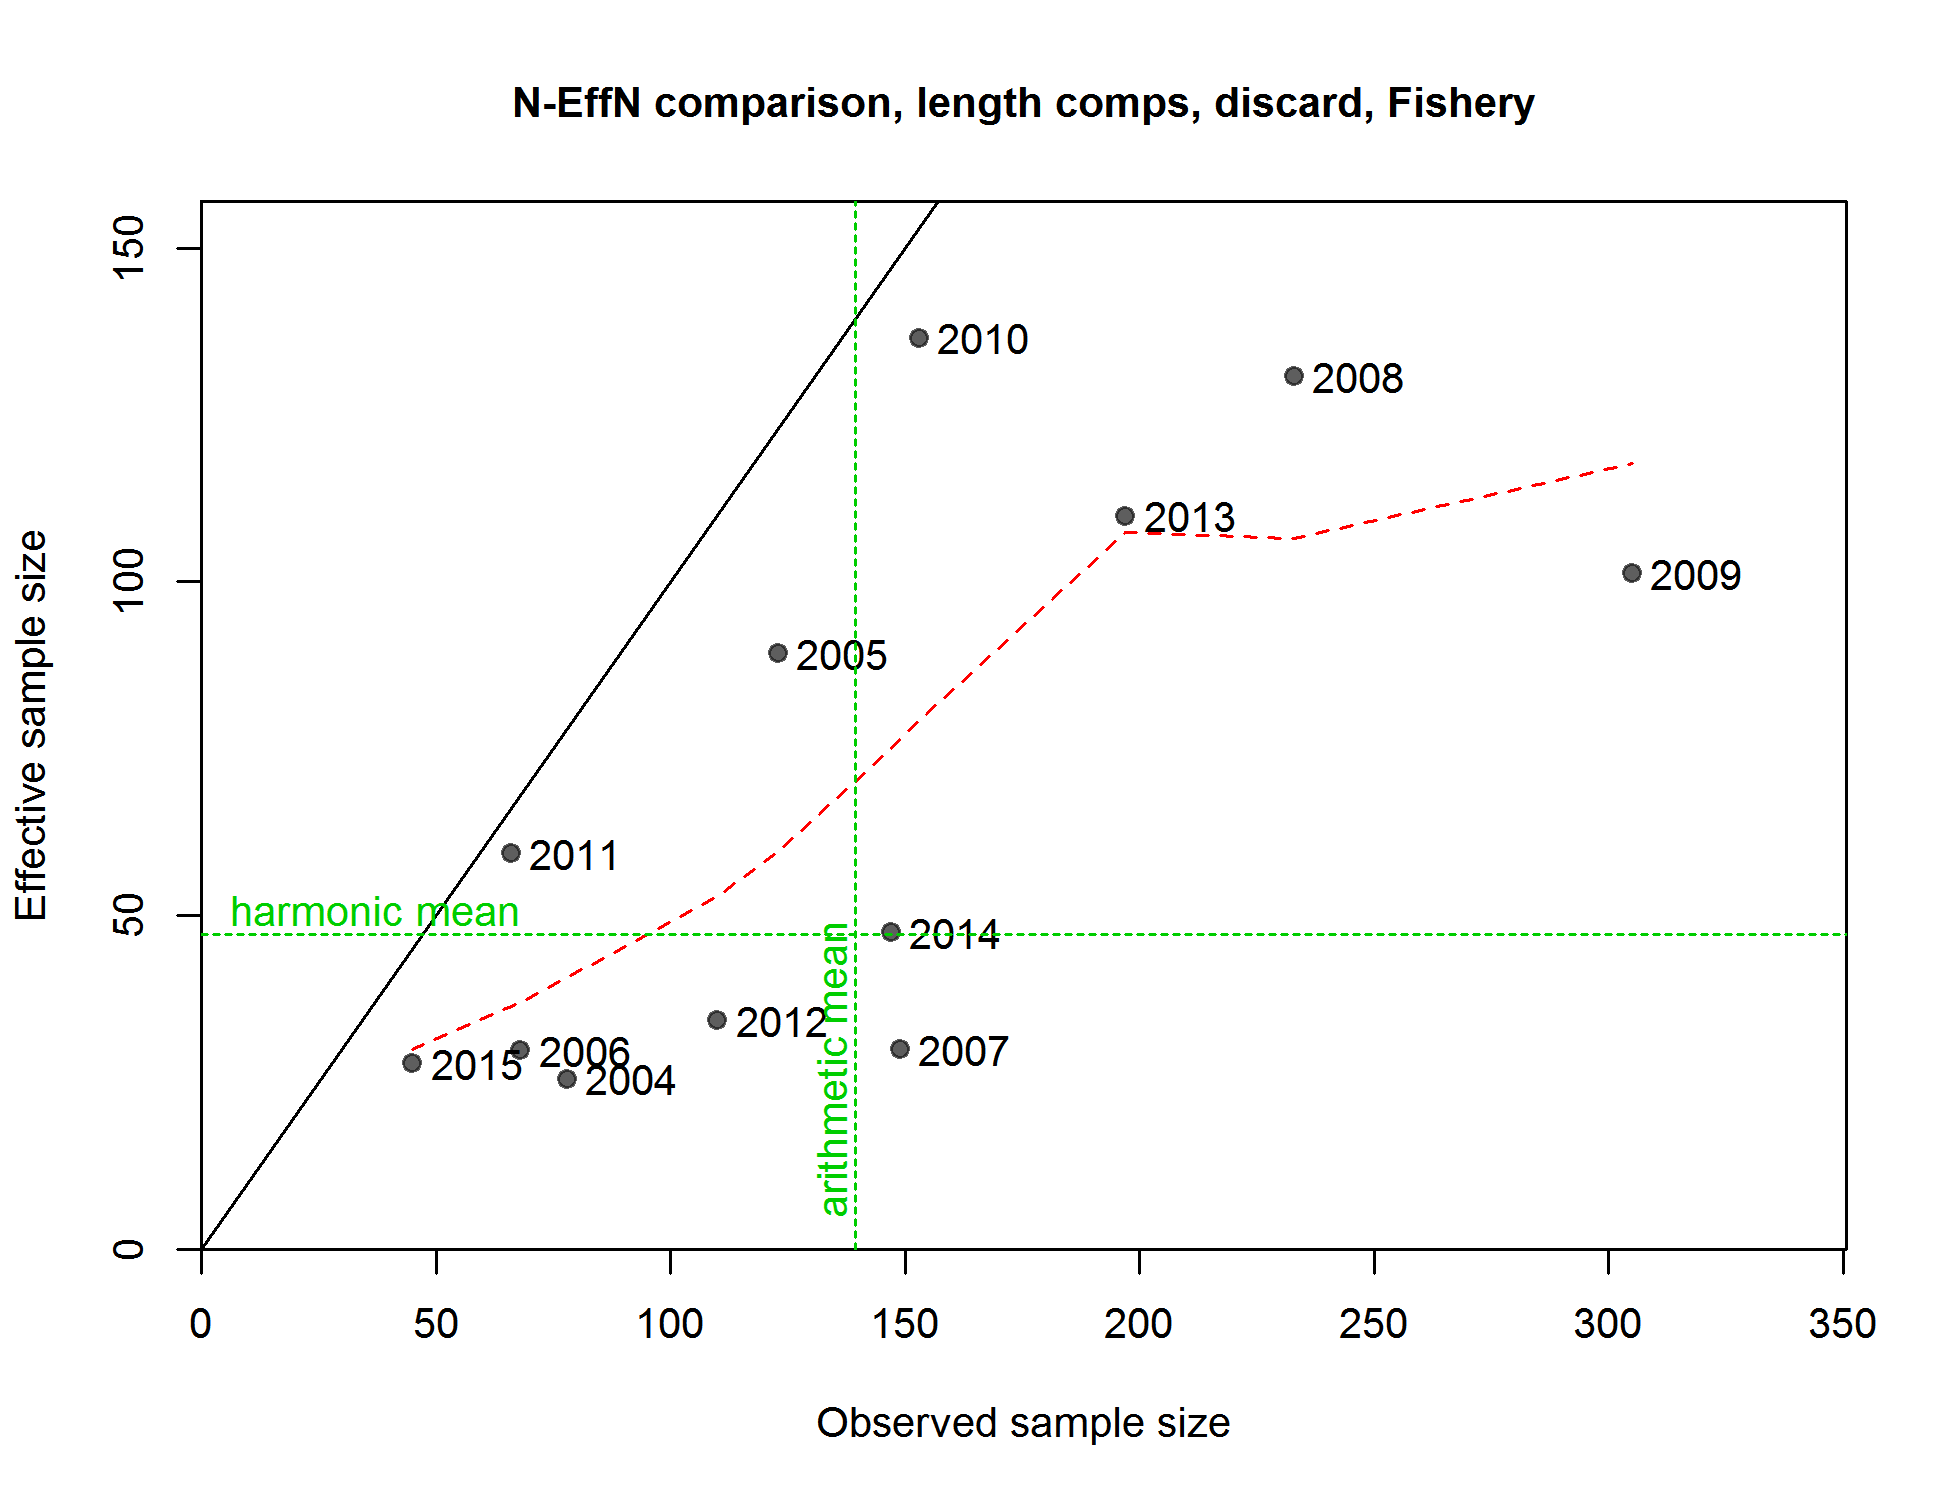 N-EffN comparison, length comps, discard, Fishery
150
100
50
0
Effective sample size
2010
2008
2013
2009
2005
2011
harmonic mean
2014
arithmetic mean
2012
2007
2006
2015
2004
0 50 100 150 200 250 300 350
Observed sample size